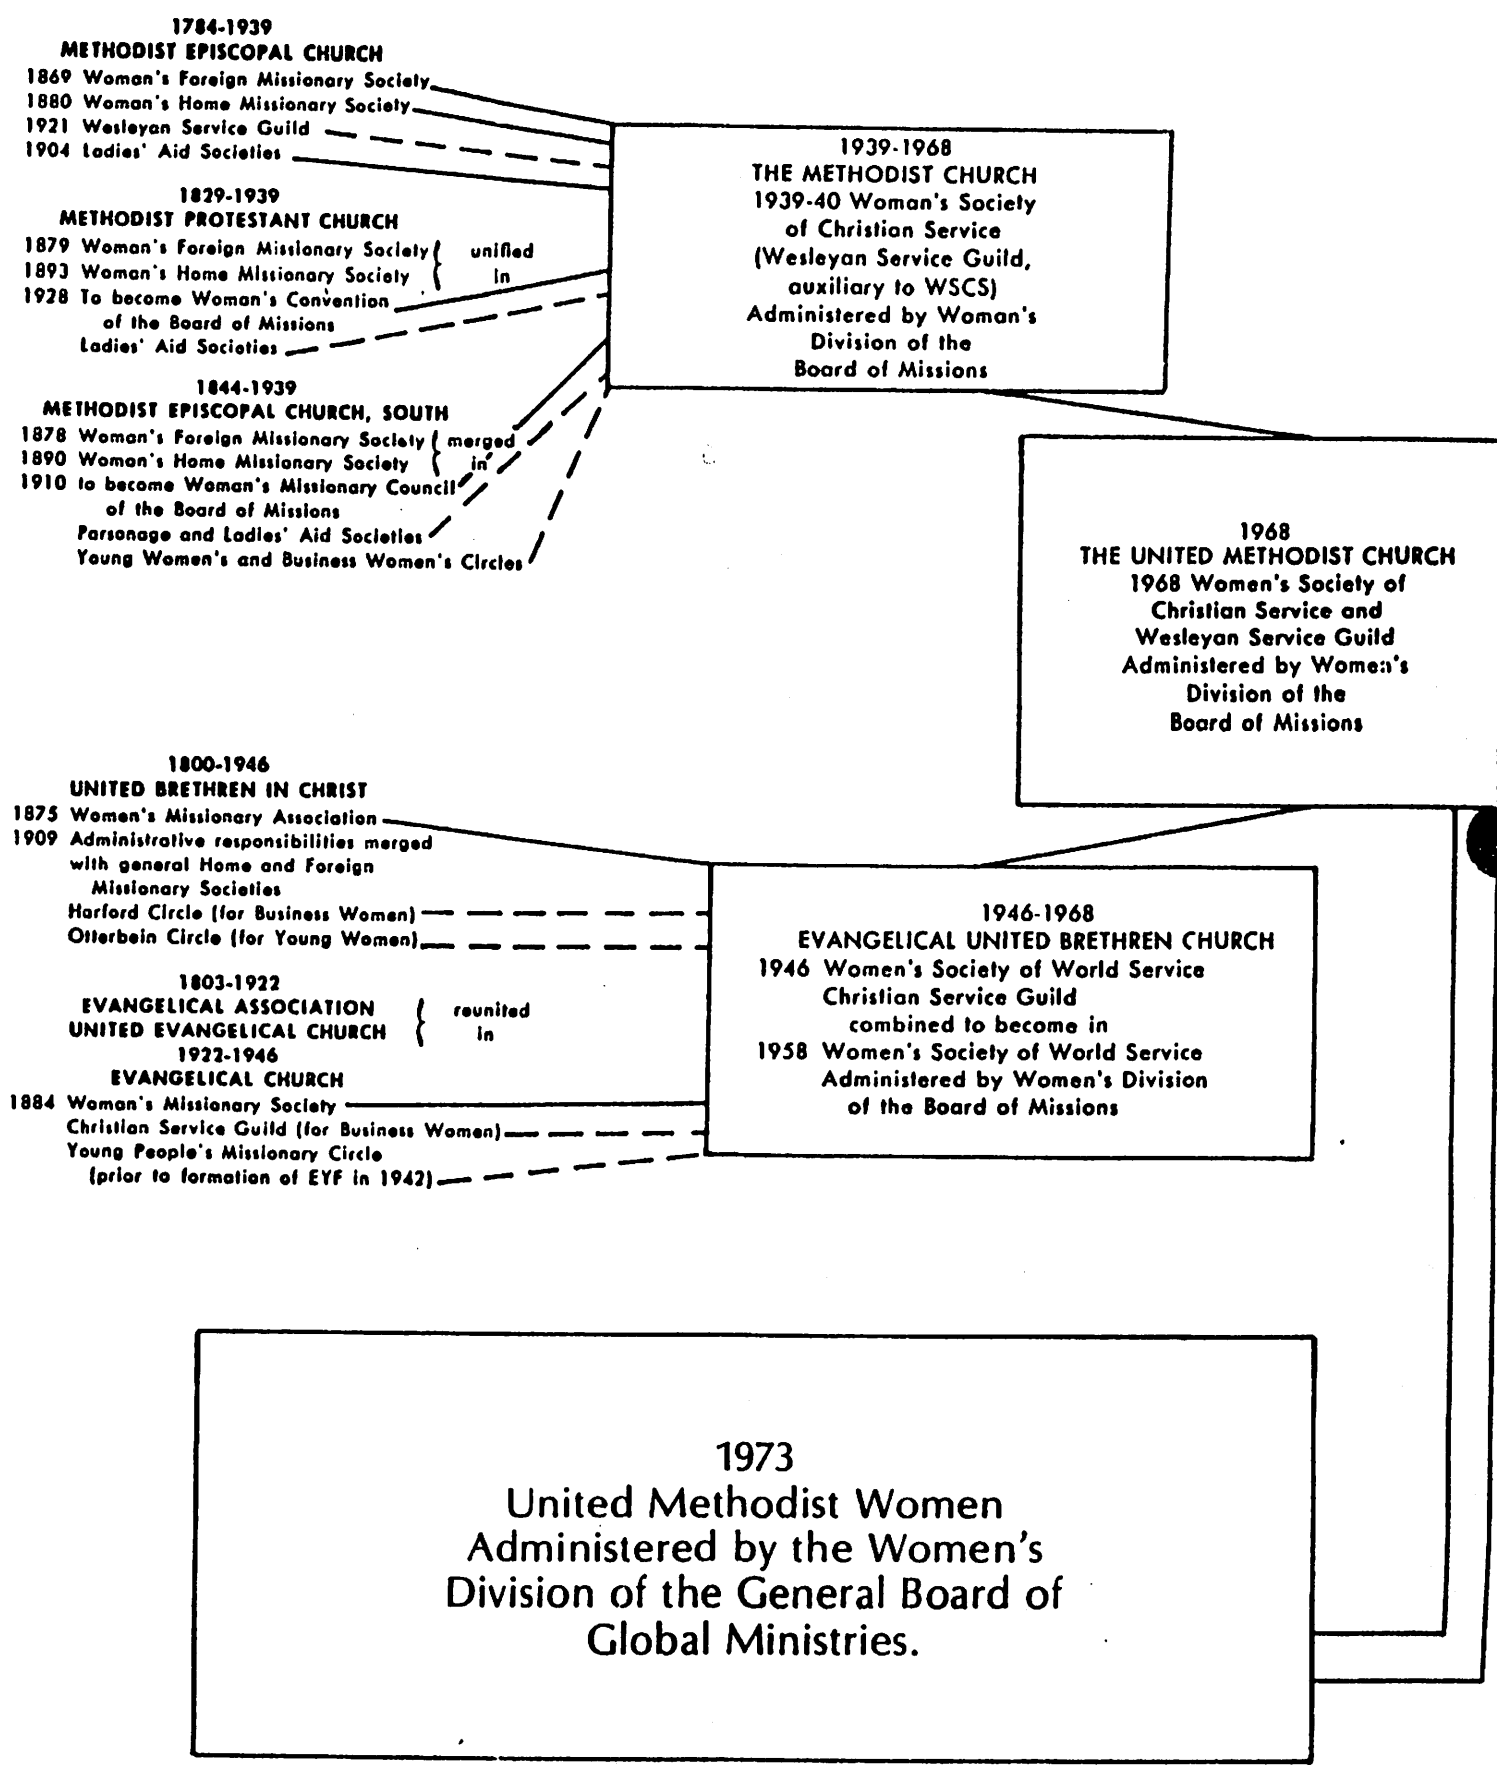 1784-1939
METHODIST EPISCOPAL CHURCH
1869 Woman's Foreign Missionary Society
1880 Woman's Home Missionary Society
1921 Wesleyan Service Guild
1904 Ladies' Aid Societies
1829-1939
METHODIST PROTESTANT CHURCH
1879 Woman's Foreign Missionary Society { unified
1893 Woman's Home Missionary Society { in
1928 To become Woman's Convention
of the Board of Missions
Ladies' Aid Societies
1844-1939
METHODIST EPISCOPAL CHURCH, SOUTH
1878 Woman's Foreign Missionary Society { merged
1890 Woman's Home Missionary Society { in
1910 to become Woman's Missionary Council
of the Board of Missions
Parsonage and Ladies' Aid Societies
Young Women's and Business Women's Circles
1939-1968
THE METHODIST CHURCH
1939-40 Woman's Society
of Christian Service
(Wesleyan Service Guild,
auxiliary to WSCS)
Administered by Woman's
Division of the
Board of Missions
1968
THE UNITED METHODIST CHURCH
1968 Women's Society of
Christian Service and
Wesleyan Service Guild
Administered by Women's
Division of the
Board of Missions
1800-1946
UNITED BRETHREN IN CHRIST
1875 Women's Missionary Association
1909 Administrative responsibilities merged
with general Home and Foreign
Missionary Societies
Harford Circle (for Business Women)
Otterbein Circle (for Young Women)
1803-1922
EVANGELICAL ASSOCIATION { reunited
UNITED EVANGELICAL CHURCH { in
1922-1946
EVANGELICAL CHURCH
1884 Woman's Missionary Society
Christian Service Guild (for Business Women)
Young People's Missionary Circle
(prior to formation of EYF in 1942)
1946-1968
EVANGELICAL UNITED BRETHREN CHURCH
1946 Women's Society of World Service
Christian Service Guild
combined to become in
1958 Women's Society of World Service
Administered by Women's Division
of the Board of Missions
1973
United Methodist Women
Administered by the Women's
Division of the General Board of
Global Ministries.